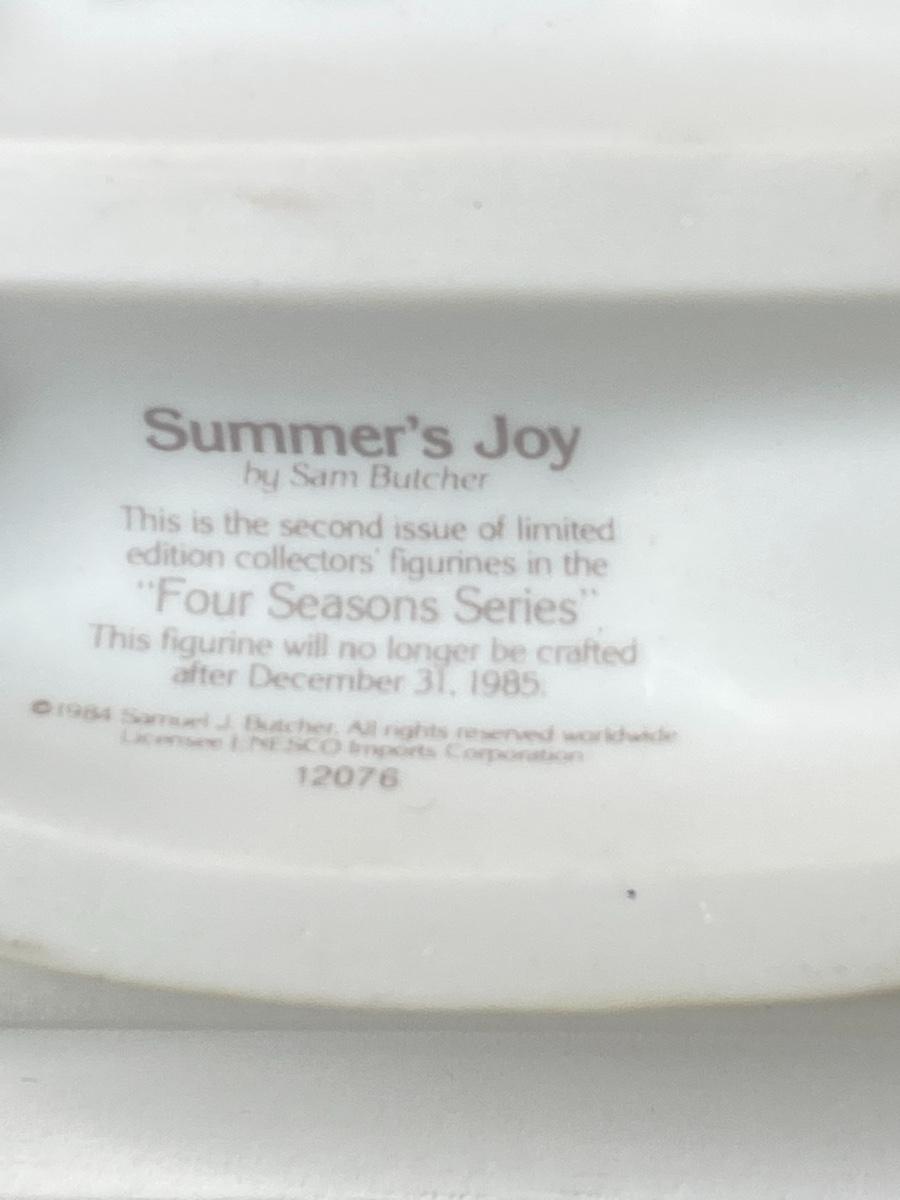 Summer's Joy
by Sam Butcher
This is the second issue of limited
edition collectors' figurines in the
"Four Seasons Series"
This figurine will no longer be crafted
after December 31, 1985.
©1984 Samuel J. Butcher. All rights reserved worldwide
Licensee ENESCO Imports Corporation
12076